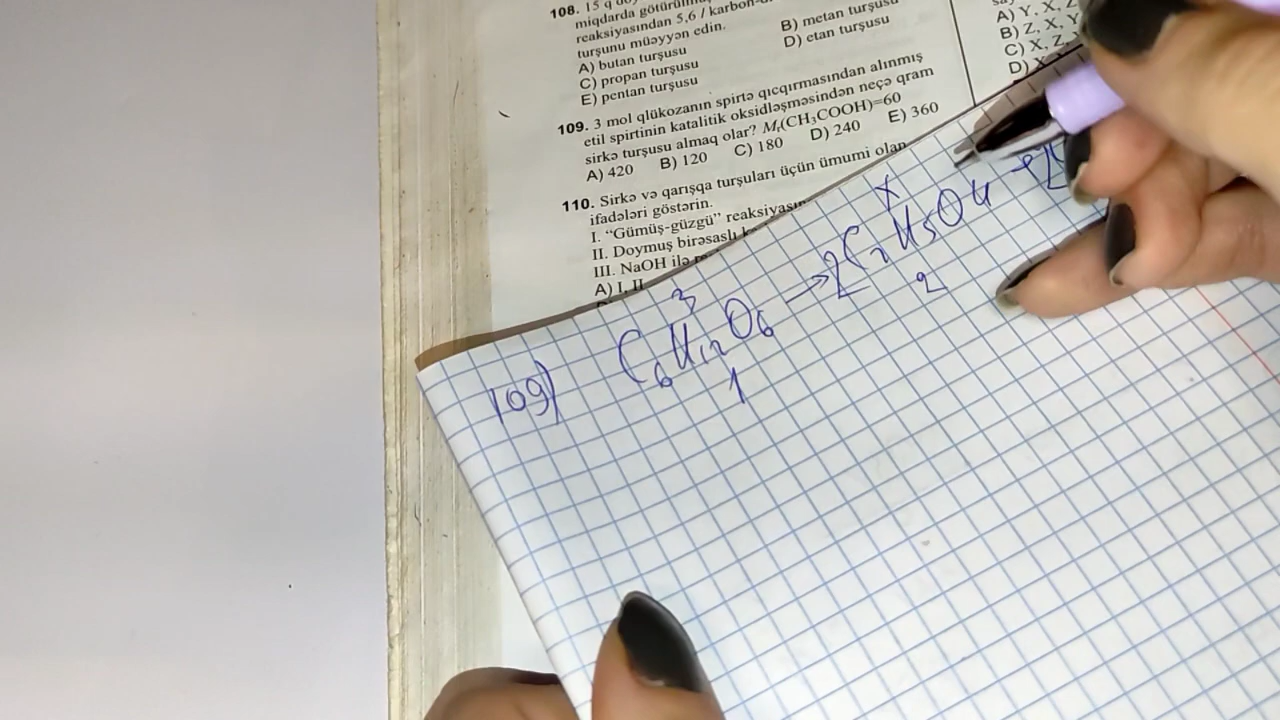 108. 15 q
miqdarda
reaksiyasından 5,6 l
turşunu müəyyən edin.
A) butan turşusu B) metan turşusu
C) propan turşusu D) etan turşusu
E) pentan turşusu
109. 3 mol qlükozanın spirtə qıcqırmasından alınmış
etil spirtinin katalitik oksidləşməsindən neçə qram
sirkə turşusu almaq olar? Mr(CH₃COOH)=60
A) 420 B) 120 C) 180 D) 240 E) 360
110. Sirkə və qarışqa turşuları üçün ümumi olan
ifadələri göstərin.
I. “Gümüş-güzgü”
II. Doymuş birəsaslı
III. NaOH ilə
A) I, II
A) Y, X, Z
B) Z, X, Y
C) X, Z,
D)
109)
3 x
C₆H₁₂O₆ → 2C₂H₅OH +2
1 2